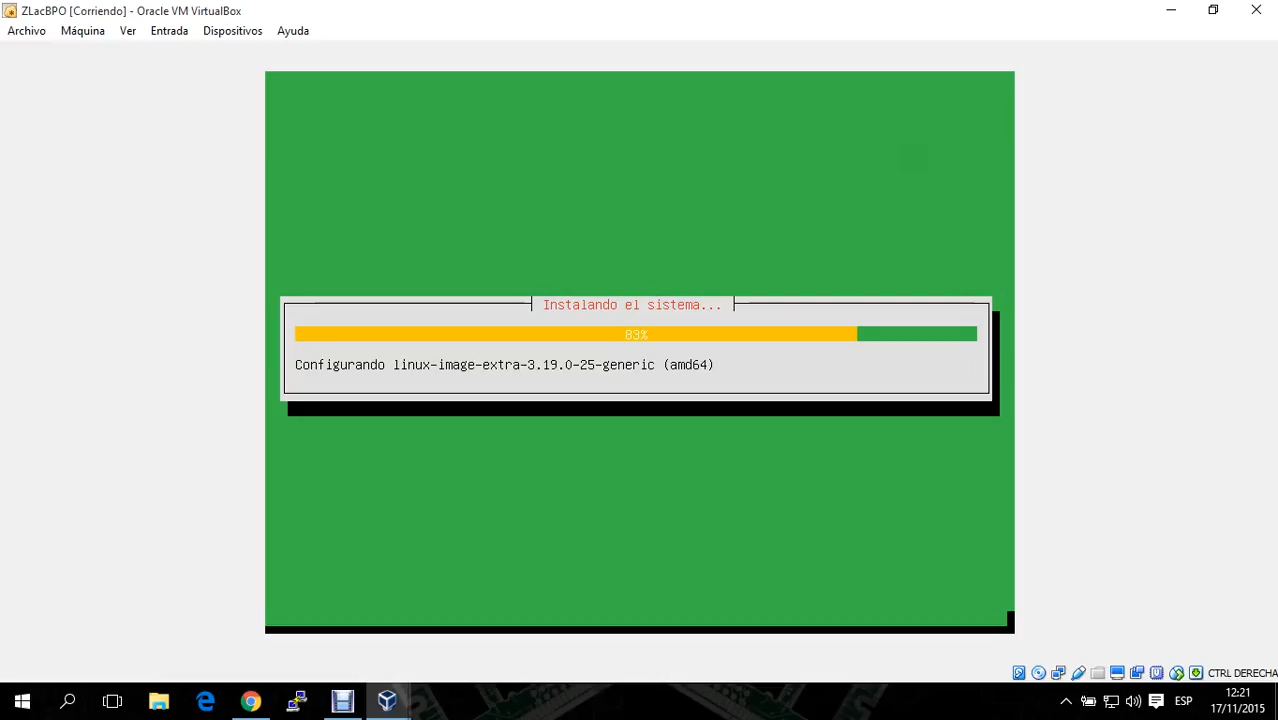 ZLacBPO [Corriendo] - Oracle VM VirtualBox
Archivo Máquina Ver Entrada Dispositivos Ayuda
Instalando el sistema...
83%
Configurando linux-image-extra-3.19.0-25-generic (amd64)
CTRL DERECHA
ESP
12:21
17/11/2015